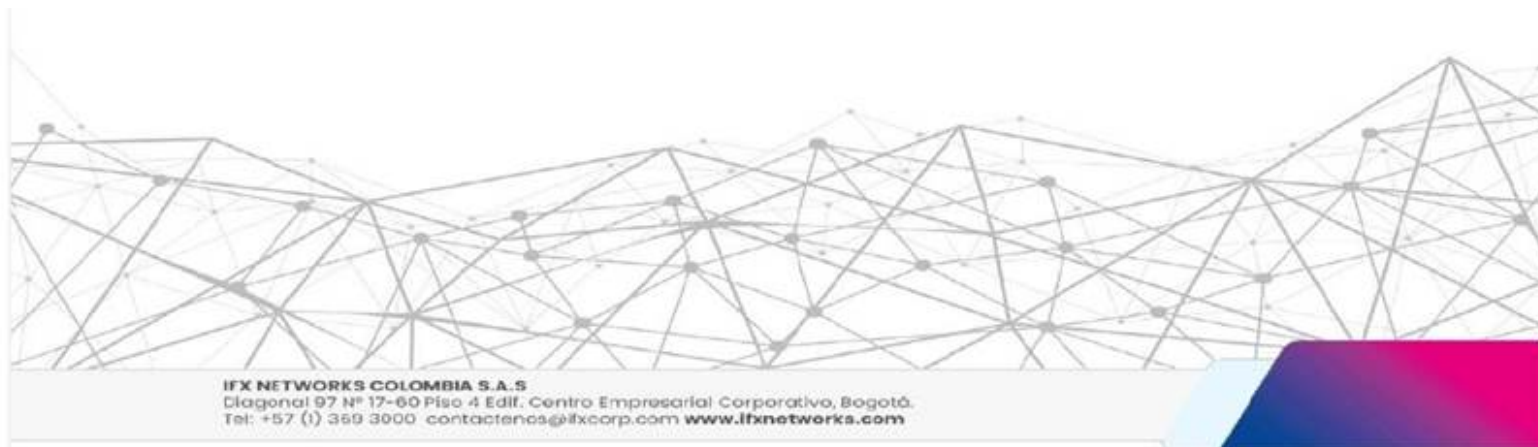 IFX NETWORKS COLOMBIA S.A.S
Diagonal 97 Nº 17-60 Piso 4 Edif. Centro Empresarial Corporativo, Bogotá.
Tel: +57 (1) 369 3000 contactenos@ifxcorp.com www.ifxnetworks.com